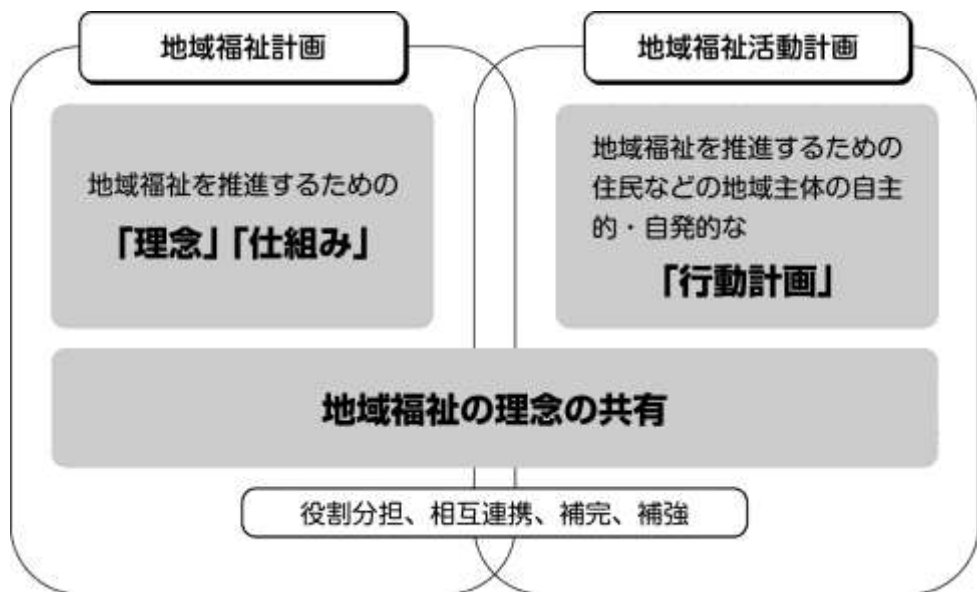 地域福祉計画
地域福祉活動計画
地域福祉を推進するための
「理念」「仕組み」
地域福祉を推進するための
住民などの地域主体の自主
的・自発的な
「行動計画」
地域福祉の理念の共有
役割分担、相互連携、補完、補強